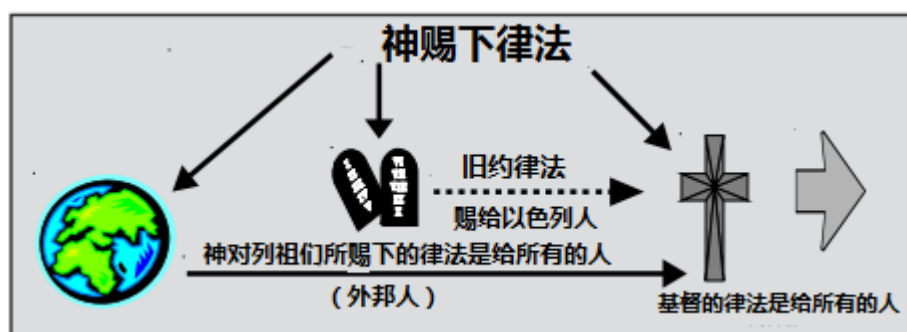 神赐下律法
旧约律法
赐给以色列人
神对列祖们所赐下的律法是给所有的人
（外邦人）
基督的律法是给所有的人